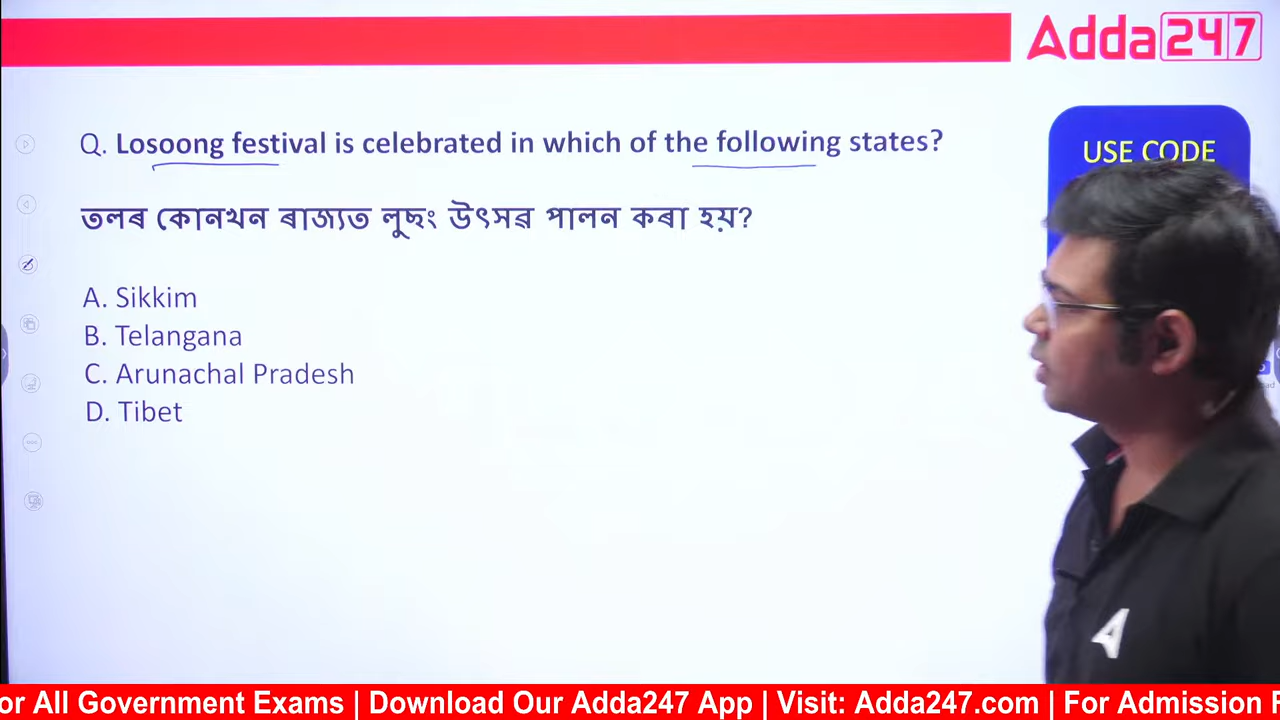 Adda247
Q. Losoong festival is celebrated in which of the following states?
USE CODE
তলৰ কোনখন ৰাজ্যত লুছং উৎসৱ পালন কৰা হয়?
A. Sikkim
B. Telangana
C. Arunachal Pradesh
D. Tibet
or All Government Exams | Download Our Adda247 App | Visit: Adda247.com | For Admission